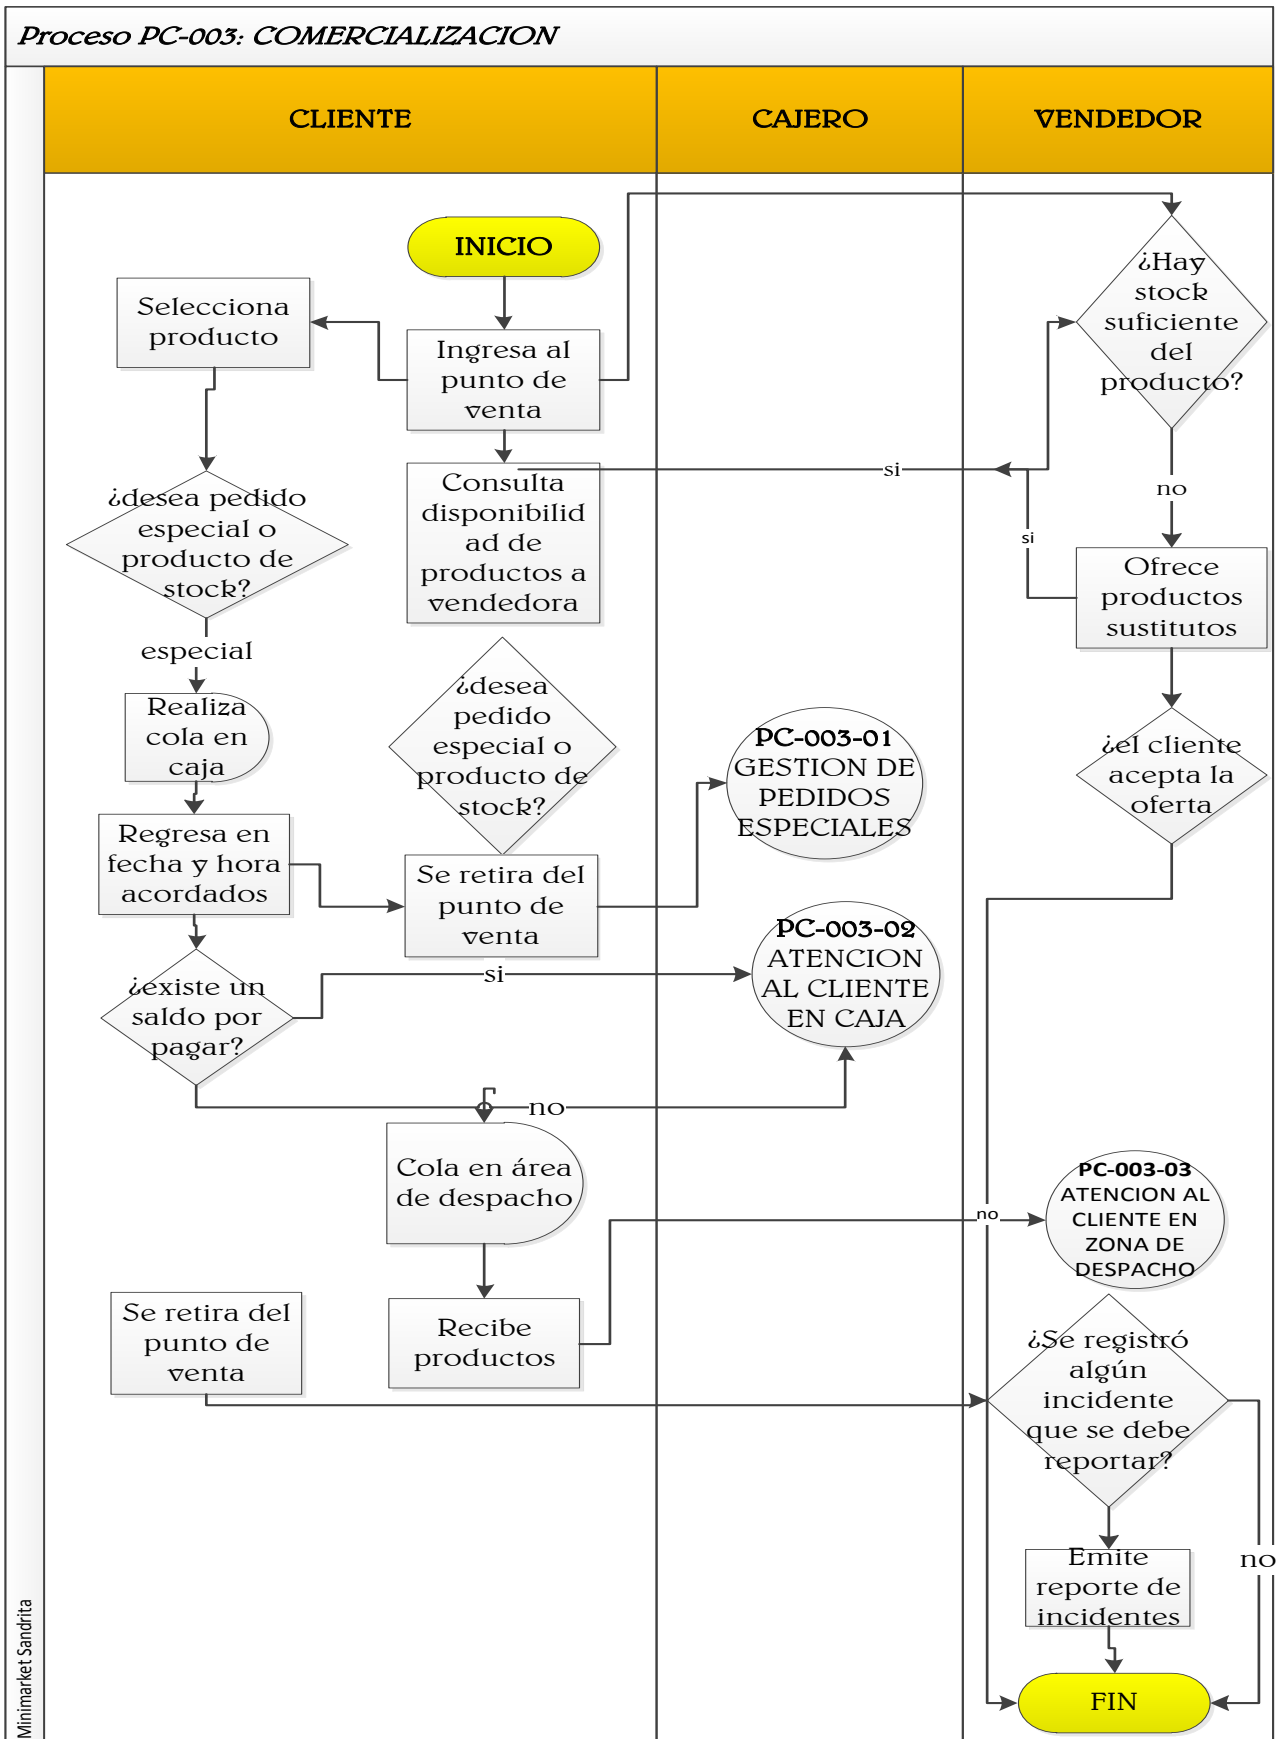 Proceso PC-003: COMERCIALIZACION
CLIENTE
CAJERO
VENDEDOR
INICIO
¿Hay
stock
suficiente
del
producto?
Selecciona
producto
Ingresa al
punto de
venta
si
Consulta
disponibilid
ad de
productos a
vendedora
no
¿desea pedido
especial o
producto de
stock?
si
Ofrece
productos
sustitutos
especial
¿desea
pedido
especial o
producto de
stock?
Realiza
cola en
caja
PC-003-01
GESTION DE
PEDIDOS
ESPECIALES
¿el cliente
acepta la
oferta
Regresa en
fecha y hora
acordados
Se retira del
punto de
venta
PC-003-02
ATENCION
AL CLIENTE
EN CAJA
si
¿existe un
saldo por
pagar?
no
Cola en área
de despacho
PC-003-03
ATENCION AL
CLIENTE EN
ZONA DE
DESPACHO
no
Se retira del
punto de
venta
Recibe
productos
¿Se registró
algún
incidente
que se debe
reportar?
no
Emite
reporte de
incidentes
FIN
Minimarket Sandrita